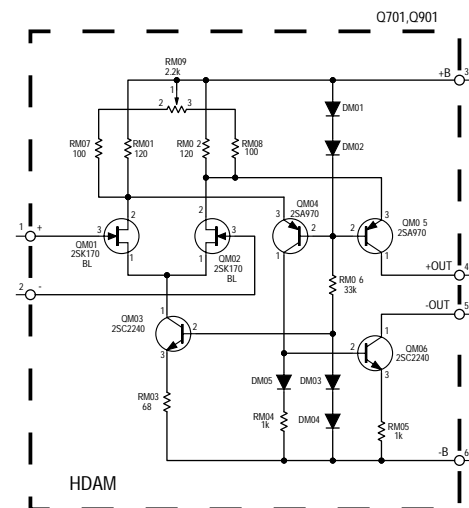 Q701,Q901
RM09
2.2k
1
2
3
+B
3
DM01
DM02
RM07
100
RM01
120
RM0 2
120
RM08
100
2
2
3
QM04
2SA970
3
QM0 5
2SA970
1
+
3
1
QM01
2SK170
BL
3
1
QM02
2SK170
BL
2
2
1
1
4
+OUT
-OUT
5
2
-
RM0 6
33k
QM03
2SC2240
1
2
3
1
2
QM06
2SC2240
3
RM03
68
DM05
DM03
RM04
1k
DM04
RM05
1k
-B
6
HDAM